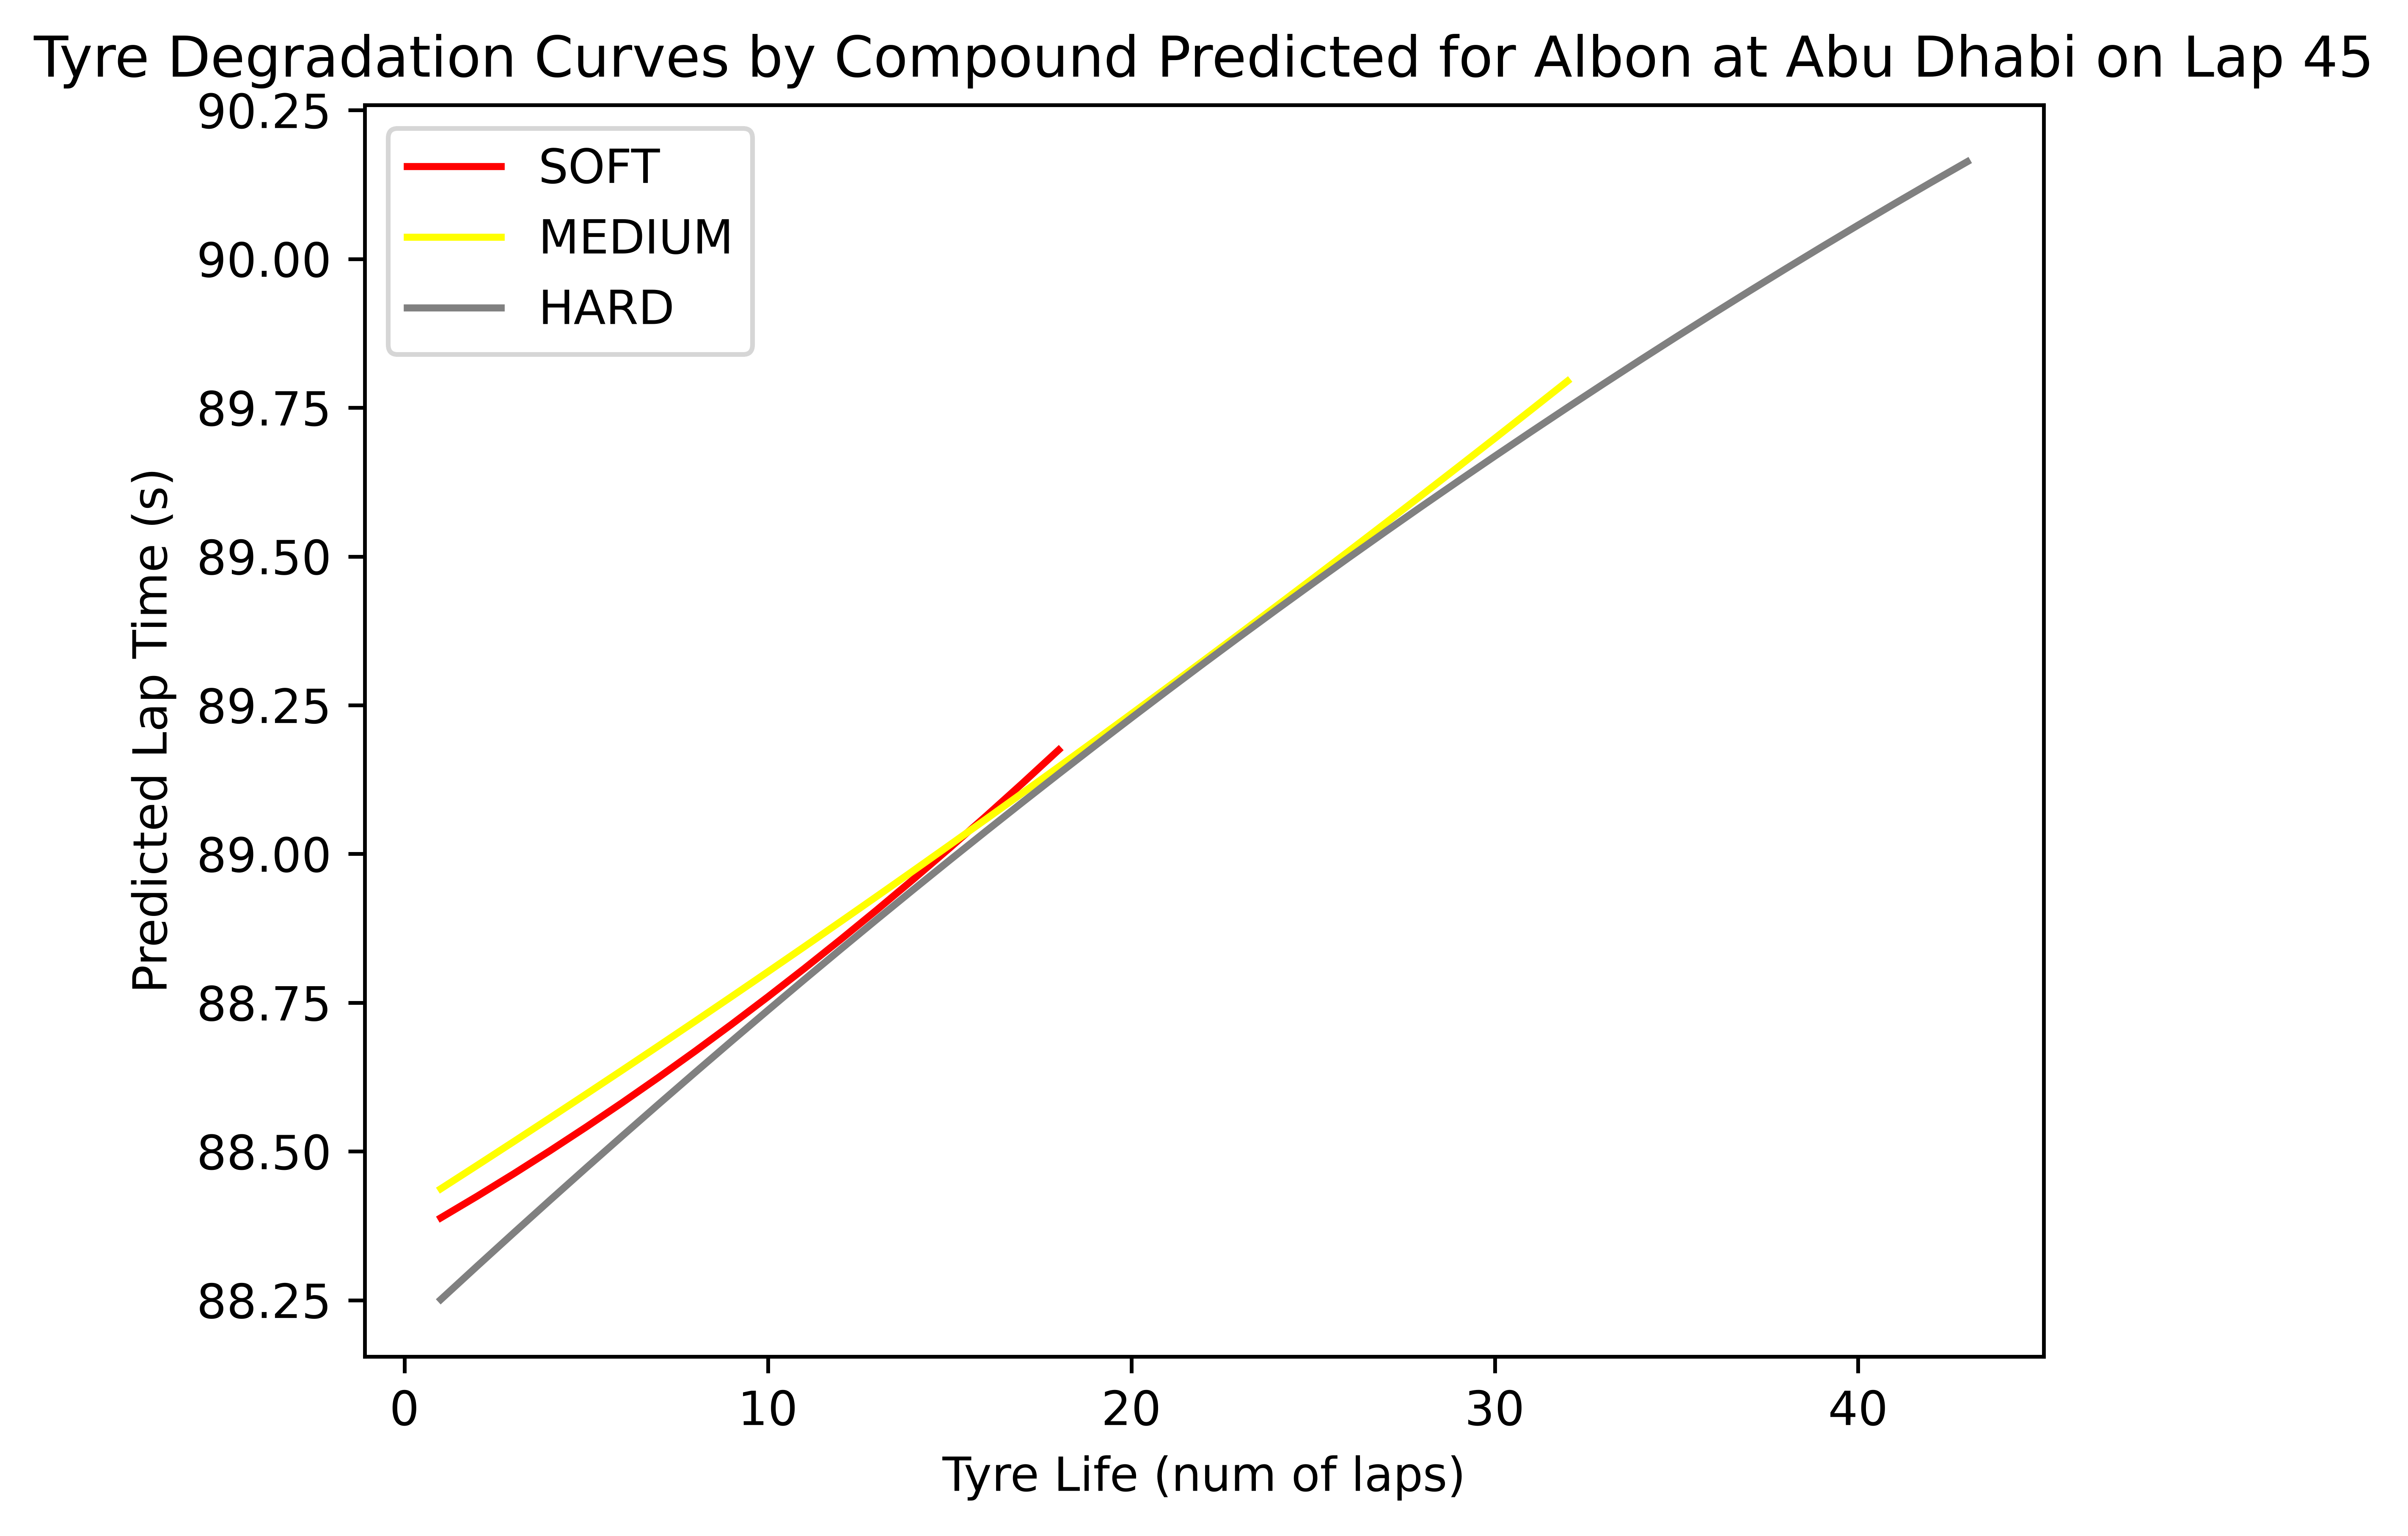 Tyre Degradation Curves by Compound Predicted for Albon at Abu Dhabi on Lap 45
90.25
90.00
89.75
89.50
89.25
89.00
88.75
88.50
88.25
Predicted Lap Time (s)
SOFT
MEDIUM
HARD
0 10 20 30 40
Tyre Life (num of laps)